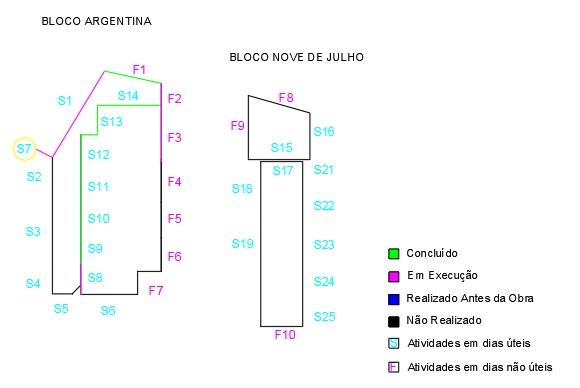 BLOCO ARGENTINA
BLOCO NOVE DE JULHO
F1
S1
S14
F2
S13
F3
S7
S12
S2
S11
F4
S10
F5
S3
S9
F6
S8
S4
F7
S5
S6
F8
F9
S16
S15
S17
S21
S18
S22
S19
S23
S24
S25
F10
Concluído
Em Execução
Realizado Antes da Obra
Não Realizado
S Atividades em dias úteis
F Atividades em dias não úteis